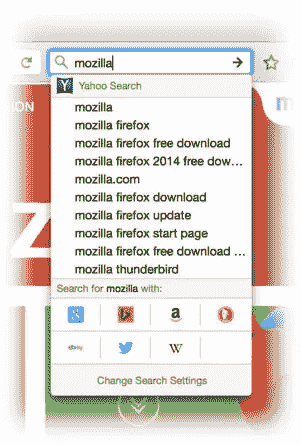 mozilla
Yahoo Search
ON
mozilla
mozilla firefox
mozilla firefox free download
mozilla firefox 2014 free dow...
mozilla.com
mozilla firefox download
mozilla firefox update
mozilla firefox start page
mozilla firefox free download ...
mozilla thunderbird
Search for mozilla with:
8
a
ebay
W
Change Search Settings